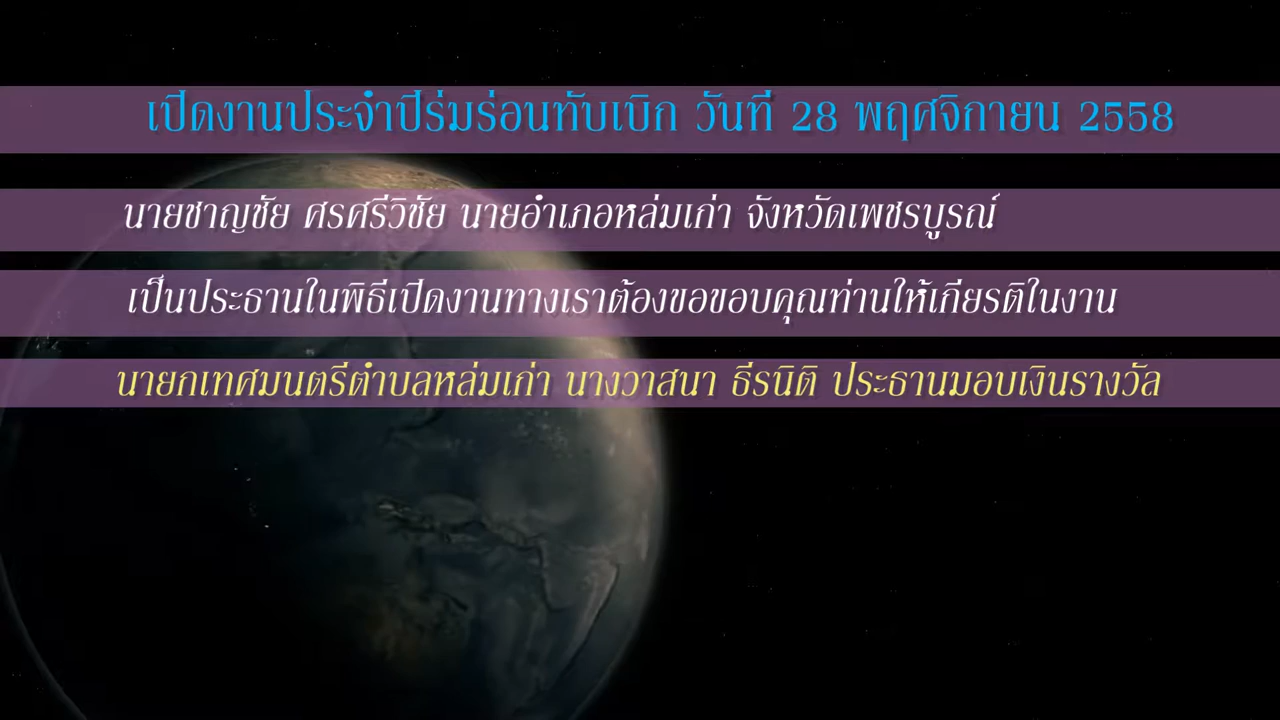 เปิดงานประจำปีร่มร่อนทับเบิก วันที่ 28 พฤศจิกายน 2558
นายชาญชัย ศรศรีวิชัย นายอำเภอหล่มเก่า จังหวัดเพชรบูรณ์
เป็นประธานในพิธีเปิดงานทางเราต้องขอขอบคุณท่านให้เกียรติในงาน
นายกเทศมนตรีตำบลหล่มเก่า นางวาสนา ธีรนิติ ประธานมอบเงินรางวัล